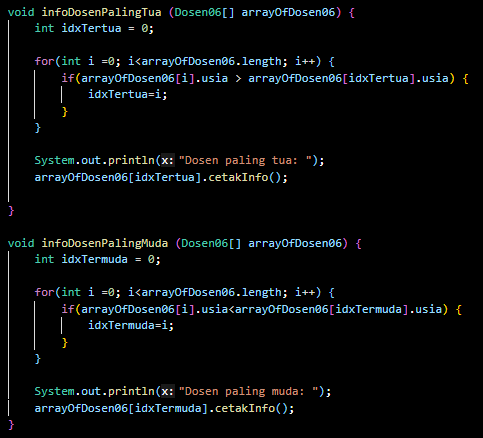 void infoDosenPalingTua (Dosen06[] arrayOfDosen06) {
int idxTertua = 0;
for(int i =0; i<arrayOfDosen06.length; i++) {
if(arrayOfDosen06[i].usia > arrayOfDosen06[idxTertua].usia) {
idxTertua=i;
}
}
System.out.println(x: "Dosen paling tua: ");
arrayOfDosen06[idxTertua].cetakInfo();
}
void infoDosenPalingMuda (Dosen06[] arrayOfDosen06) {
int idxTermuda = 0;
for(int i =0; i<arrayOfDosen06.length; i++) {
if(arrayOfDosen06[i].usia<arrayOfDosen06[idxTermuda].usia) {
idxTermuda=i;
}
}
System.out.println(x: "Dosen paling muda: ");
arrayOfDosen06[idxTermuda].cetakInfo();
}